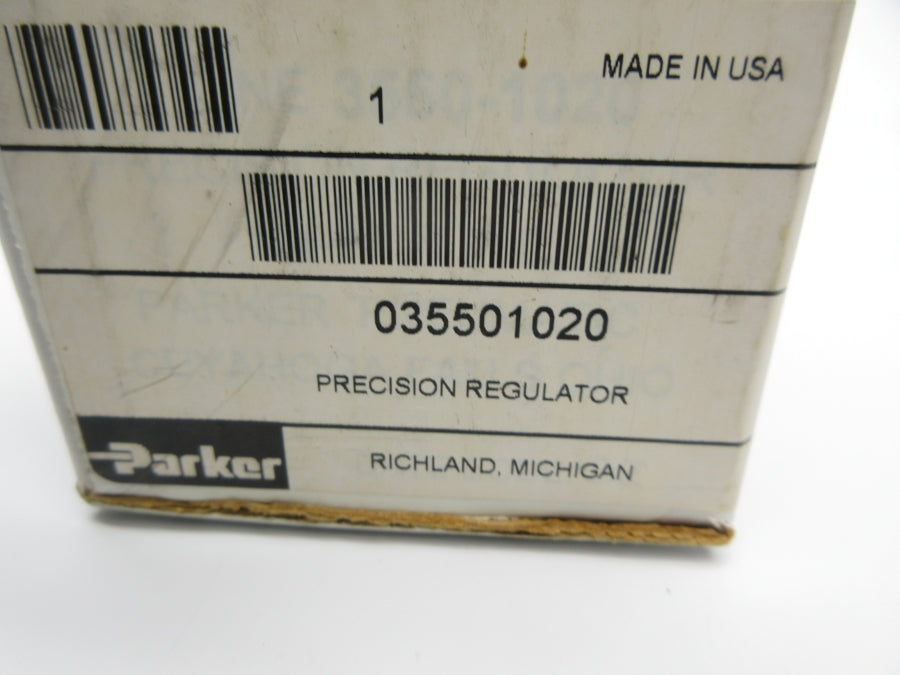 MADE IN USA
1
035501020
PRECISION REGULATOR
Parker
RICHLAND, MICHIGAN